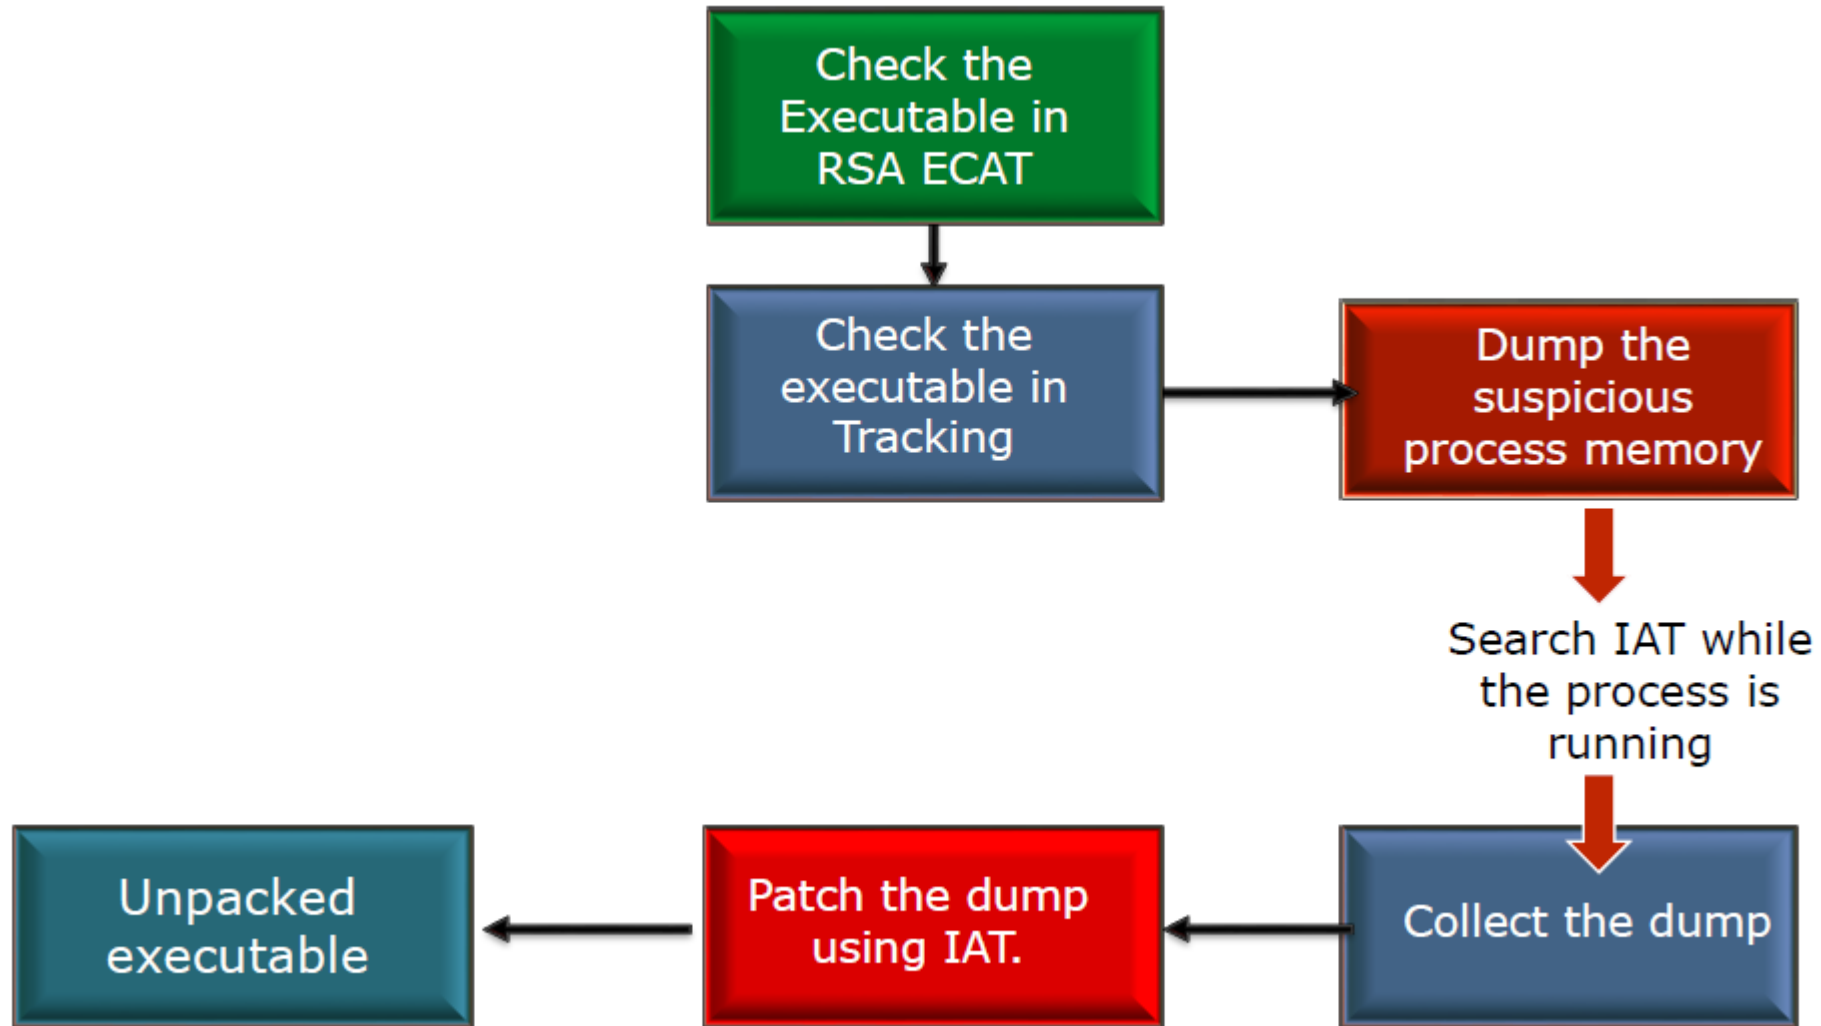 Check the
Executable in
RSA ECAT
Check the
executable in
Tracking
Dump the
suspicious
process memory
Search IAT while
the process is
running
Collect the dump
Patch the dump
using IAT.
Unpacked
executable